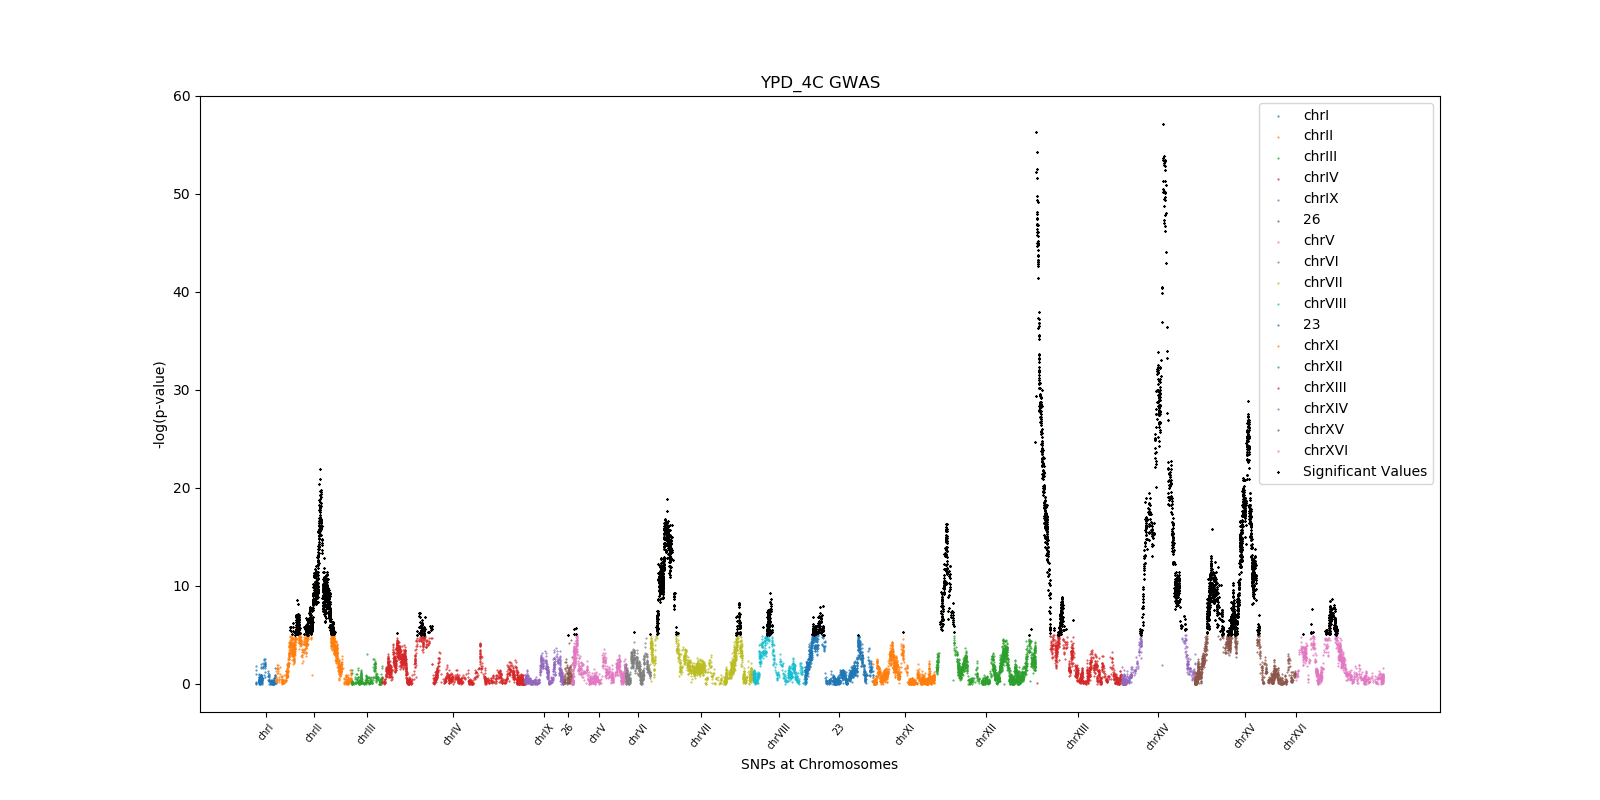 YPD_4C GWAS
60
50
40
30
20
10
0
-log(p-value)
chrI
chrII
chrIII
chrIV
chrIX
26
chrV
chrVI
chrVII
chrVIII
23
chrXI
chrXII
chrXIII
chrXIV
chrXV
chrXVI
Significant Values
chrI
chrII
chrIII
chrIV
chrIX
26
chrV
chrVI
chrVII
chrVIII
23
chrXI
chrXII
chrXIII
chrXIV
chrXV
chrXVI
SNPs at Chromosomes